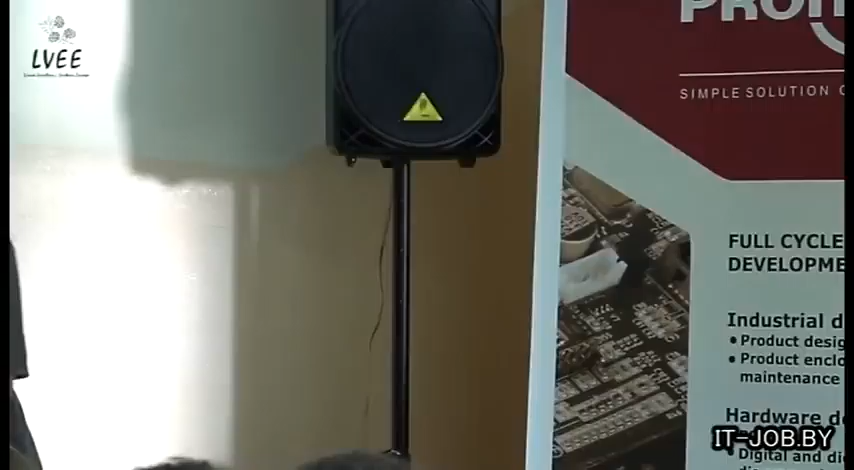 LVEE
SIMPLE SOLUTION
FULL CYCLE
DEVELOPME
Industrial d
• Product desig
• Product enclo
maintenance
Hardware de
• Digital and di
IT-JOB.BY